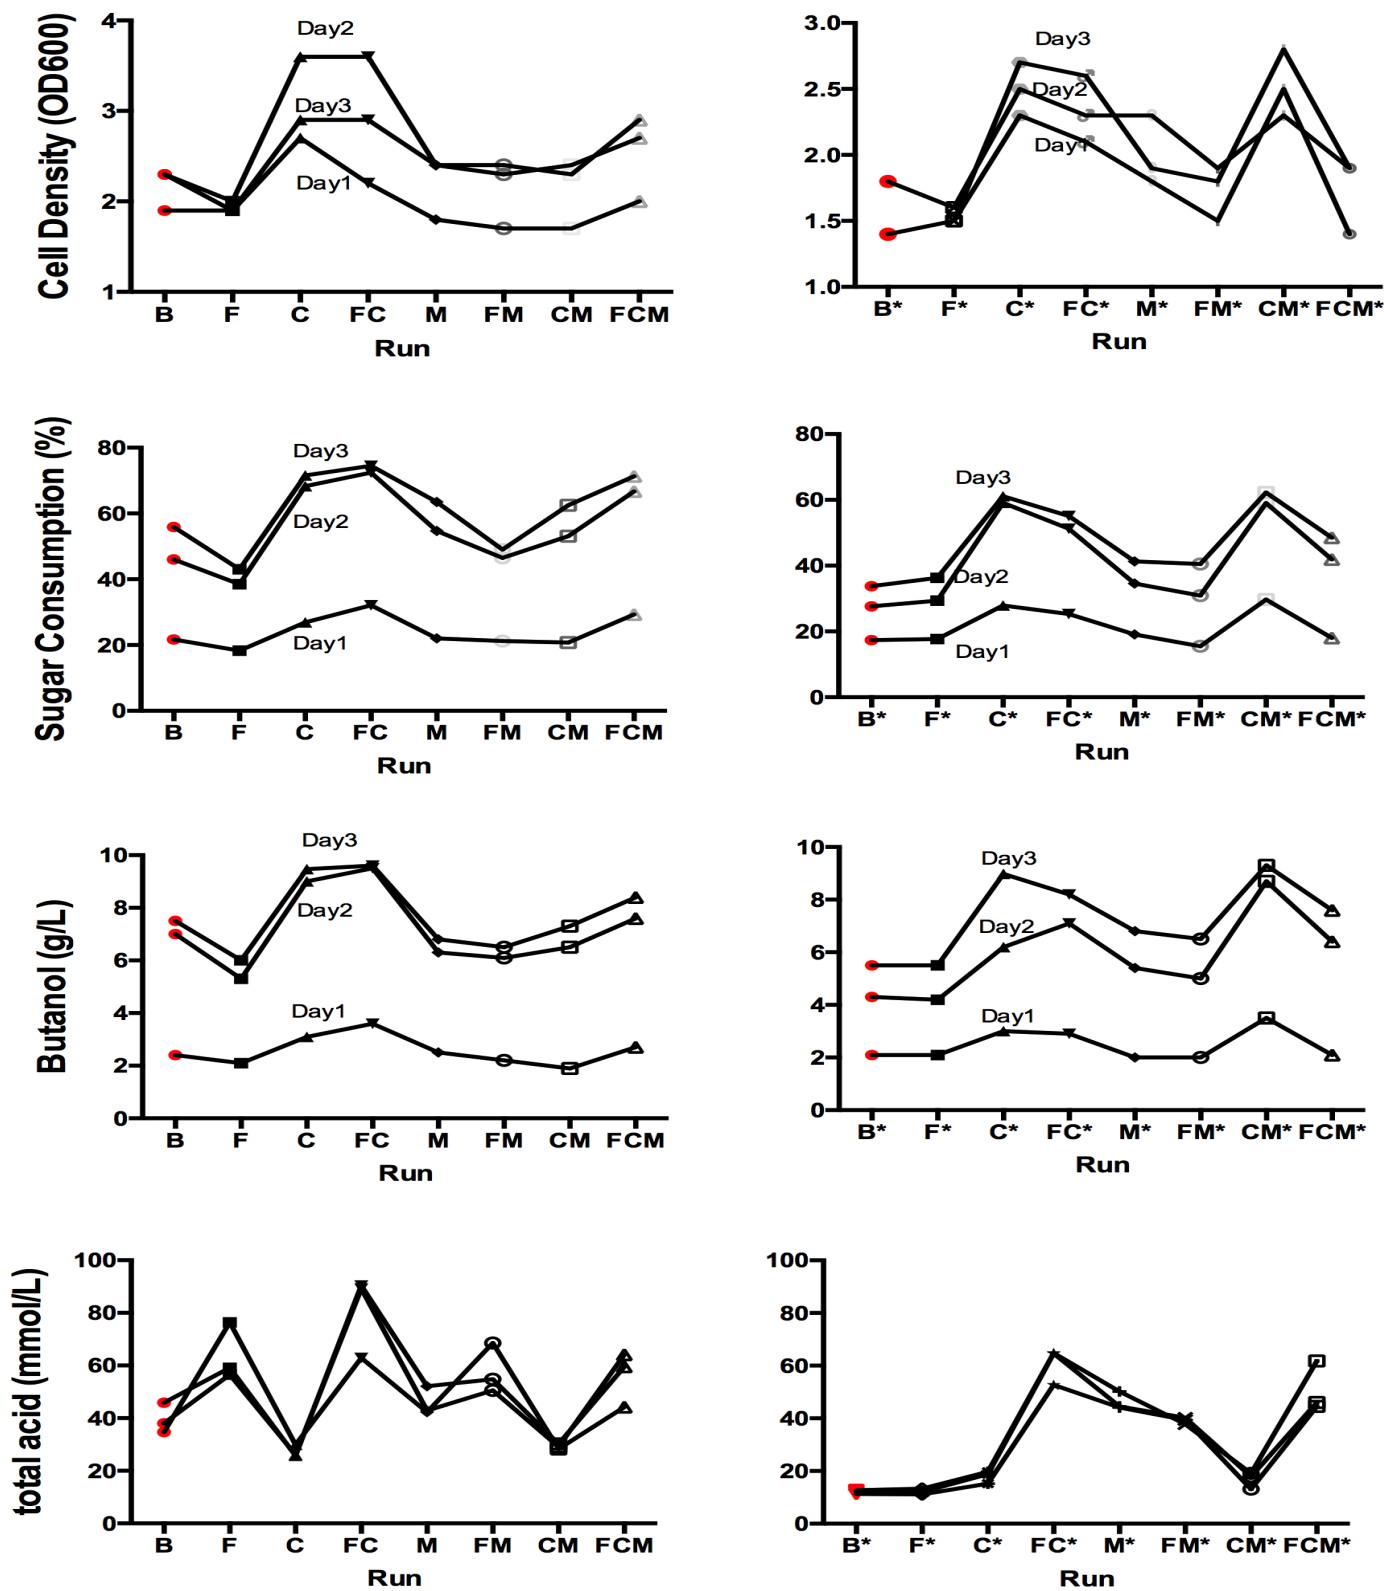 Cell Density (OD600)
4
3
2
1
Day2
Day3
Day1
B F C FC M FM CM FCM
Run
3.0
2.5
2.0
1.5
1.0
Day3
Day2
Day1
B* F* C* FC* M* FM* CM* FCM*
Run
Sugar Consumption (%)
80
60
40
20
0
Day3
Day2
Day1
B F C FC M FM CM FCM
Run
80
60
40
20
0
Day3
Day2
Day1
B* F* C* FC* M* FM* CM* FCM*
Run
Butanol (g/L)
10
8
6
4
2
0
Day3
Day2
Day1
B F C FC M FM CM FCM
Run
10
8
6
4
2
0
Day3
Day2
Day1
B* F* C* FC* M* FM* CM* FCM*
Run
total acid (mmol/L)
100
80
60
40
20
0
B F C FC M FM CM FCM
Run
100
80
60
40
20
0
B* F* C* FC* M* FM* CM* FCM*
Run